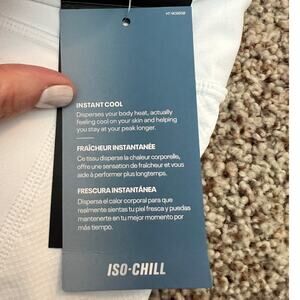 INSTANT COOL
Disperses your body heat, actually
feeling cool on your skin and helping
you stay at your peak longer.
FRAÎCHEUR INSTANTANÉE
Ce tissu disperse la chaleur corporelle,
offre une sensation de fraîcheur et vous
aide à performer plus longtemps.
FRESCURA INSTANTÁNEA
Dispersa el calor corporal para que
realmente sientas tu piel fresca y puedas
mantenerte en tu mejor momento por
más tiempo.
ISO-CHILL